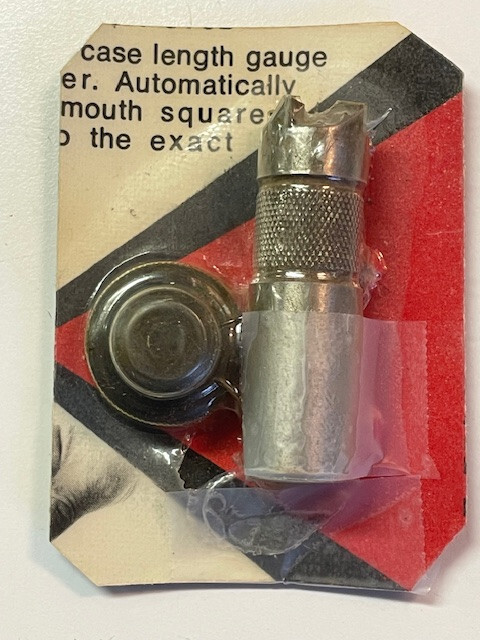 case length gauge
er. Automatically
mouth square
o the exact